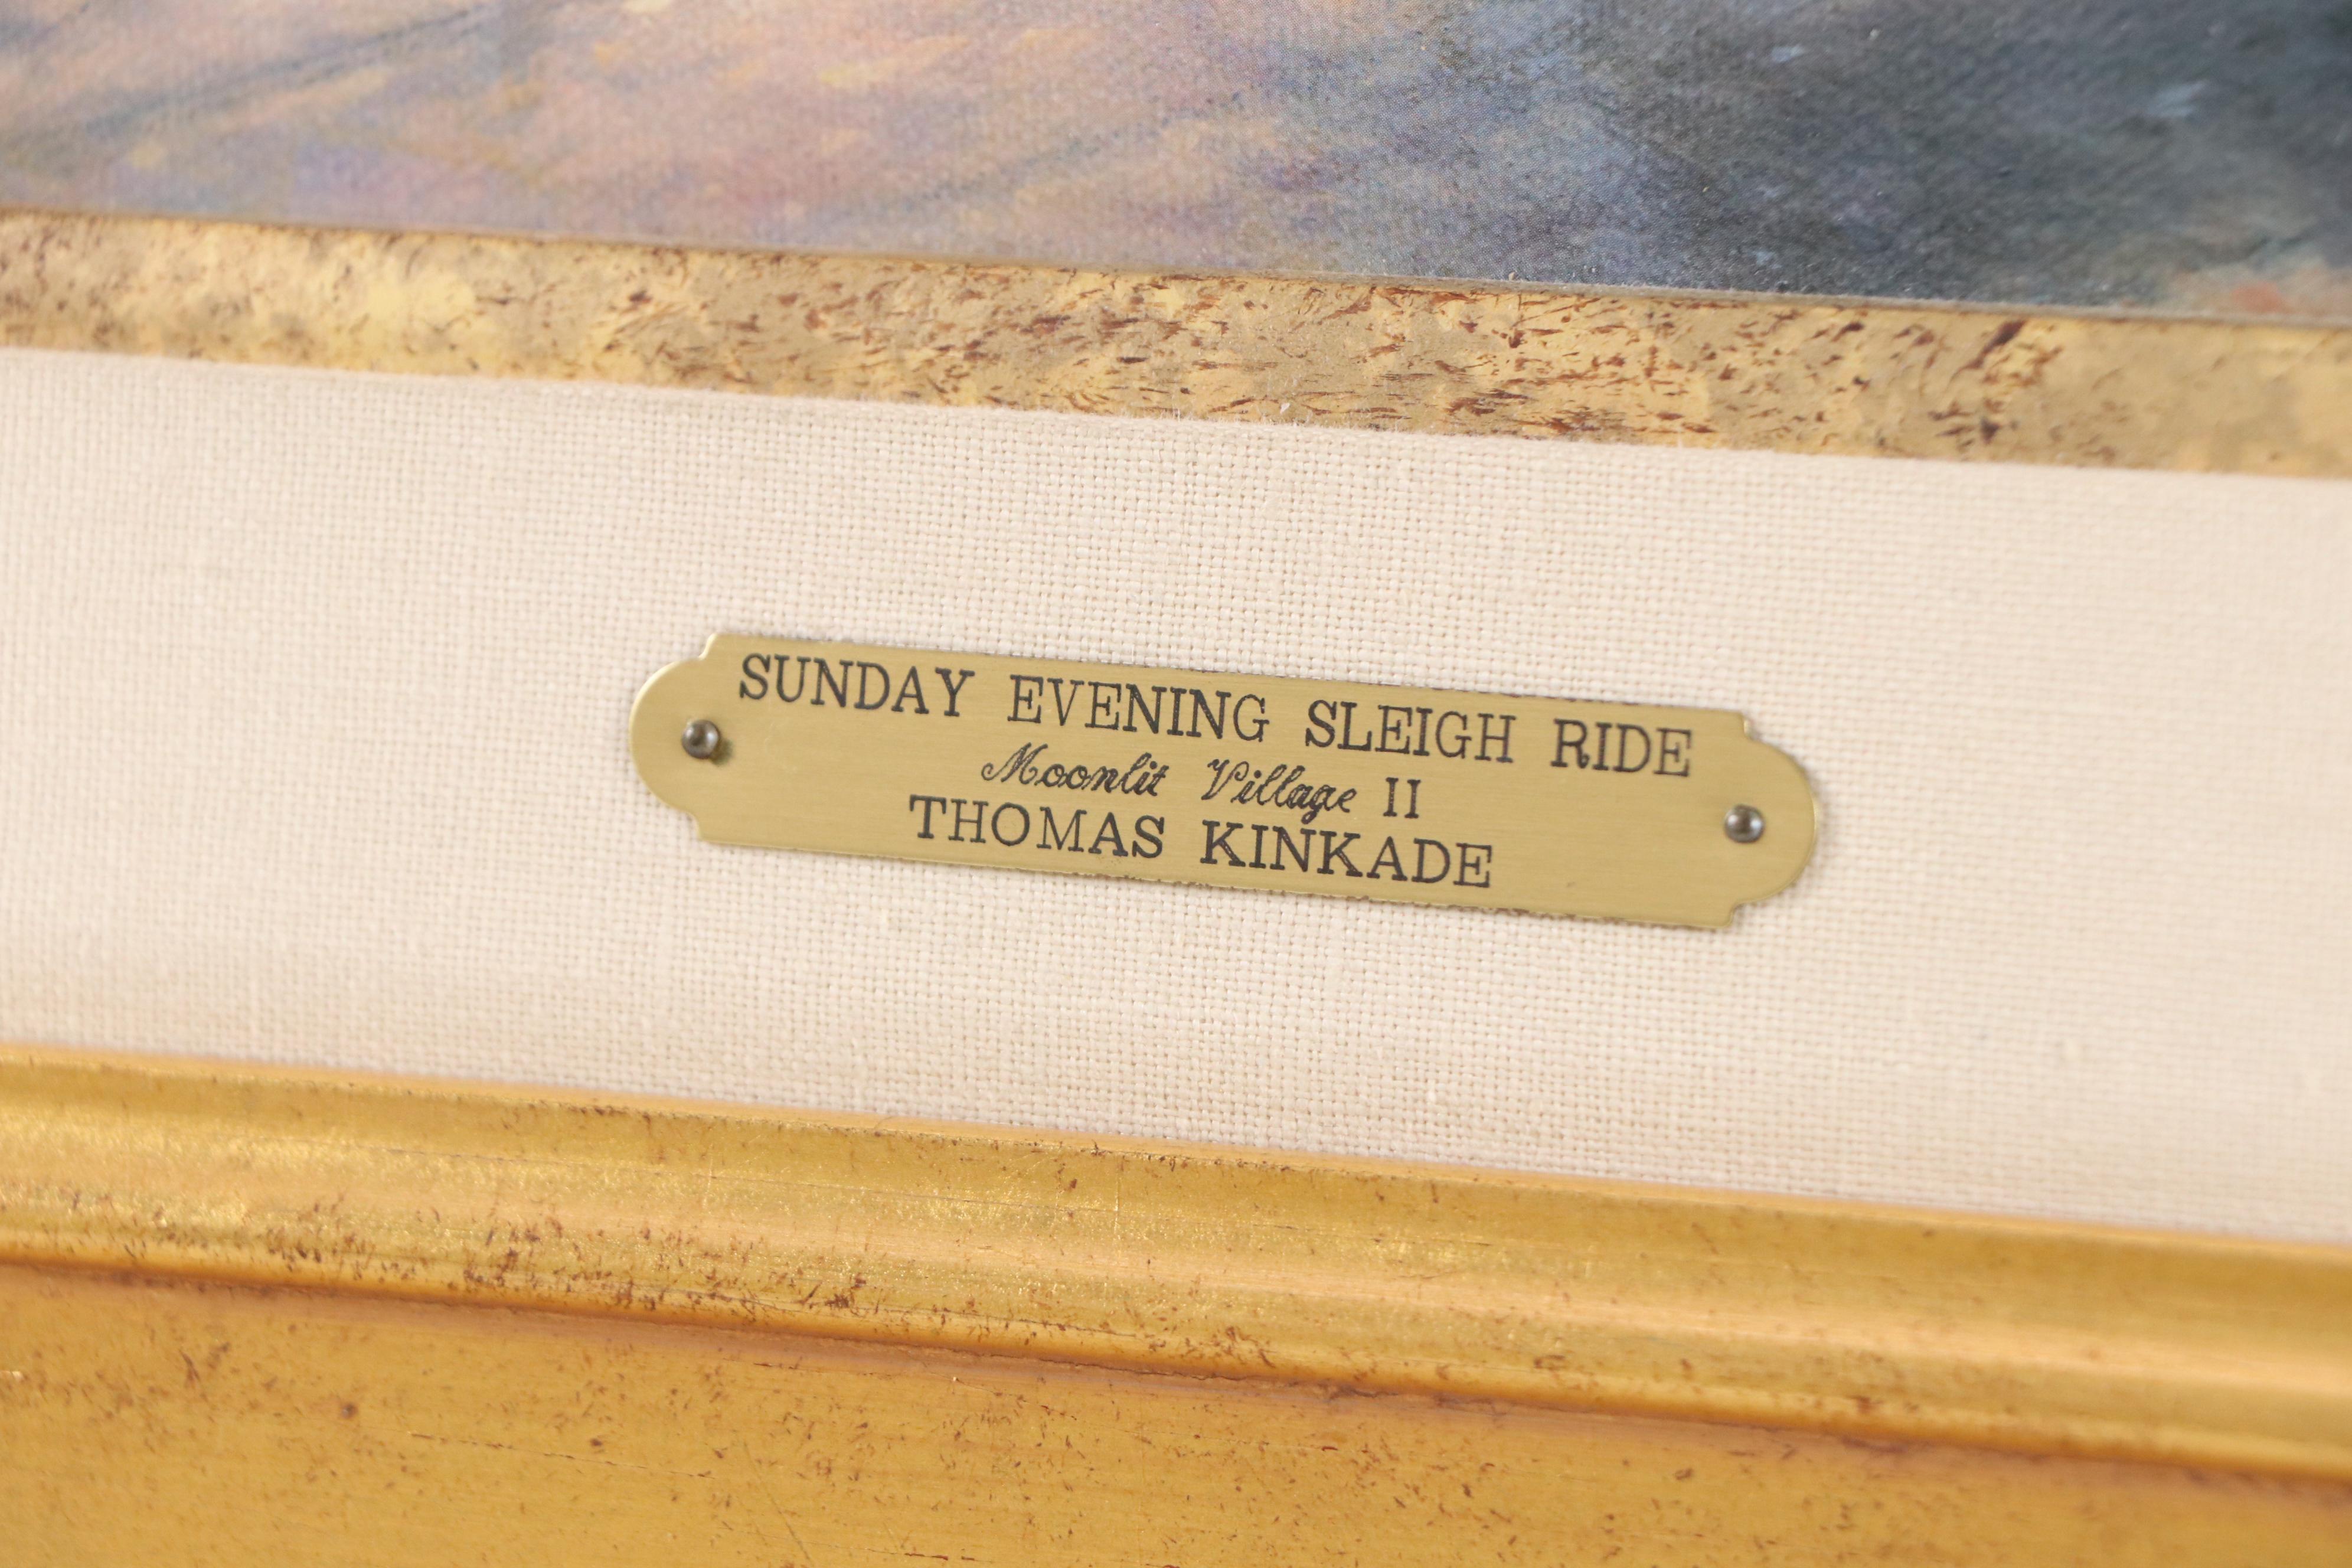 SUNDAY EVENING SLEIGH RIDE
Moonlit Village II
THOMAS KINKADE